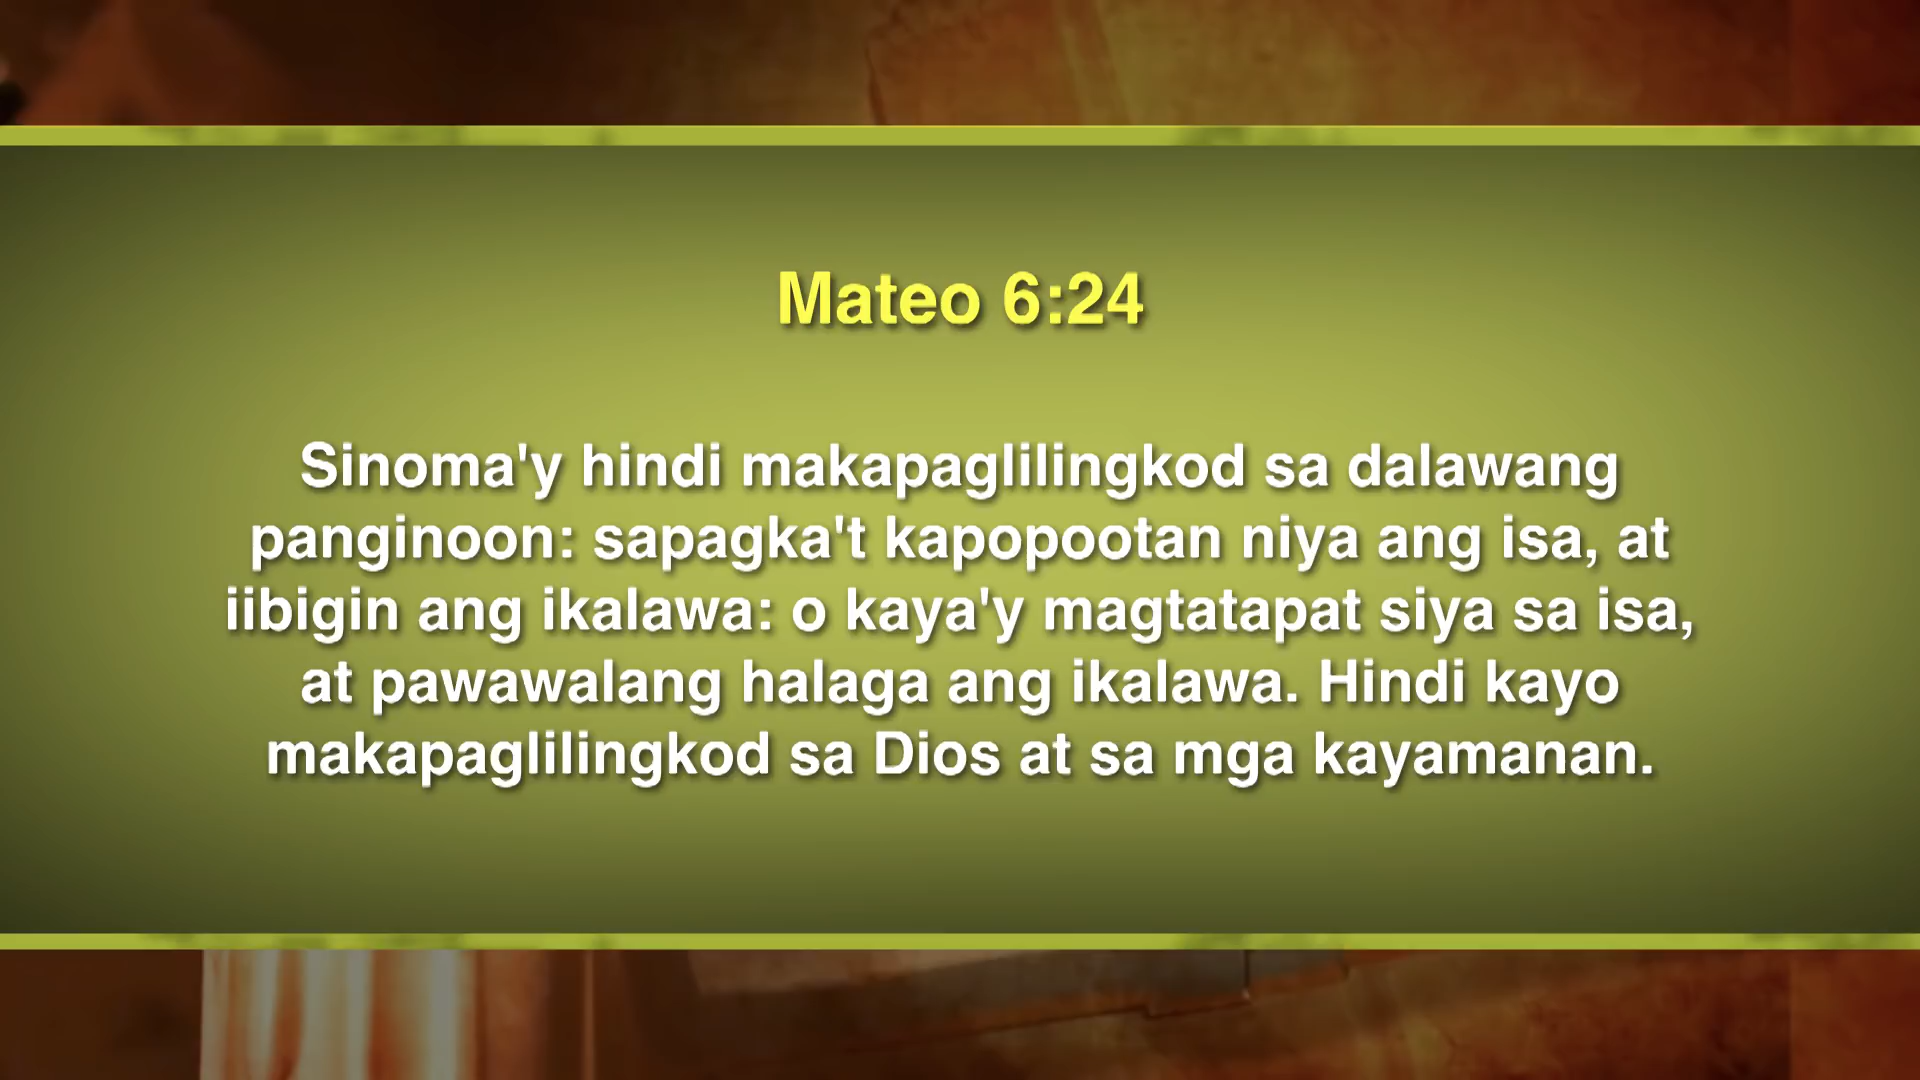 Mateo 6:24
Sinoma'y hindi makapaglilingkod sa dalawang
panginoon: sapagka't kapopootan niya ang isa, at
iibigin ang ikalawa: o kaya'y magtatapat siya sa isa,
at pawawalang halaga ang ikalawa. Hindi kayo
makapaglilingkod sa Dios at sa mga kayamanan.